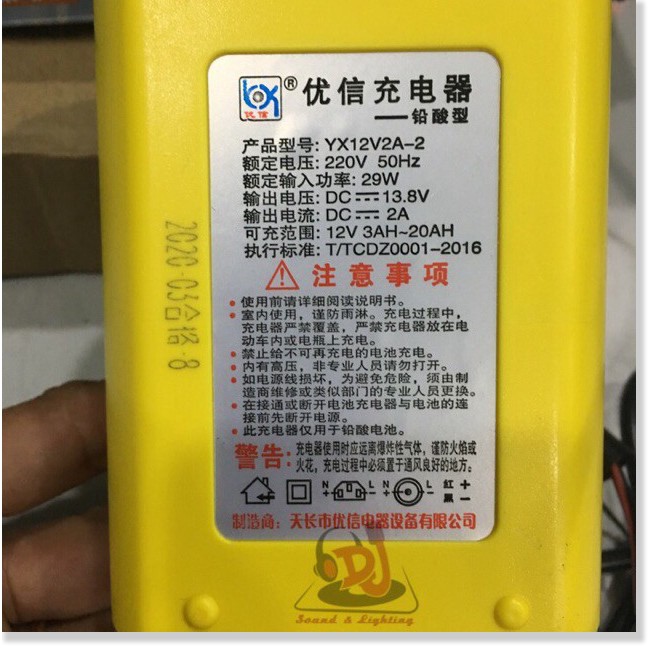 优信
® 优信充电器
——铅酸型
产品型号: YX12V2A-2
额定电压: 220V 50Hz
额定输入功率: 29W
输出电压: DC 13.8V
输出电流: DC 2A
可充范围: 12V 3AH~20AH
执行标准: T/TCDZ0001-2016
注意事项
• 使用前请详细阅读说明书。
• 室内使用，谨防雨淋。充电过程中，
充电器严禁覆盖，严禁充电器放在电
动车内或电瓶上充电。
• 禁止给不可再充电的电池充电。
• 内有高压，非专业人员请勿打开。
• 如电源线损坏，为避免危险，须由制
造商维修或类似部门的专业人员更换。
• 在接通或断开电池充电器与电池的连
接前先断开电源。
• 此充电器仅用于铅酸电池。
警告: 充电器使用时应远离爆炸性气体，谨防火焰或
火花，充电过程中必须置于通风良好的地方。
N L N L 红 +
黑 −
制造商: 天长市优信电器设备有限公司
2020-03合格-8
DJ
Sound & Lighting